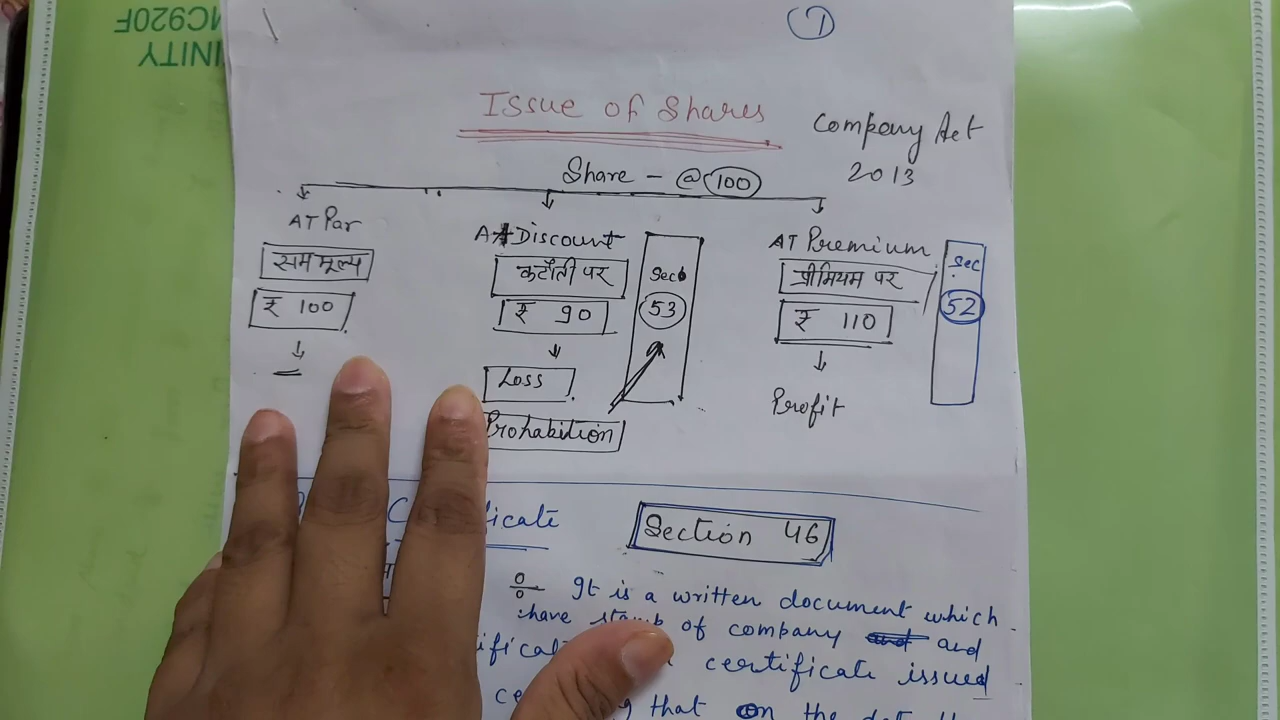 1
Issue of Shares
Company Act
2013
Share - @ 100
AT Par
सममूल्य
₹ 100
At Discount
कटौती पर
₹ 90
Loss
Prohabition
Sec
53
AT Premium
प्रीमियम पर
₹ 110
Profit
Sec
52
Section 46
It is a written document which
have stamp of company and and
certificate issued
that on the